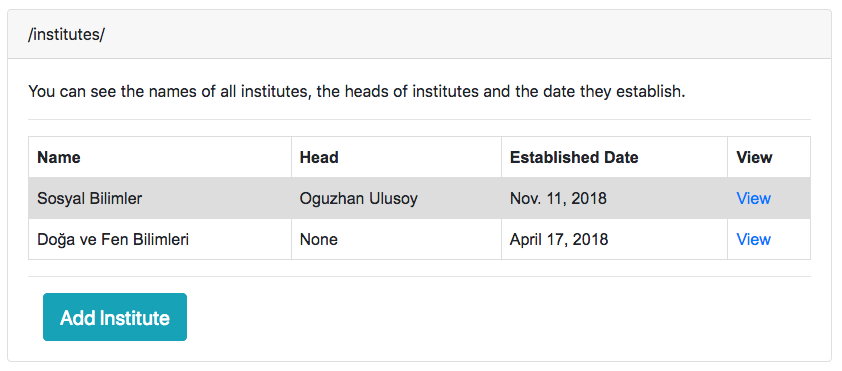 /institutes/
You can see the names of all institutes, the heads of institutes and the date they establish.
Name Head Established Date View
Sosyal Bilimler Oguzhan Ulusoy Nov. 11, 2018 View
Doğa ve Fen Bilimleri None April 17, 2018 View
Add Institute